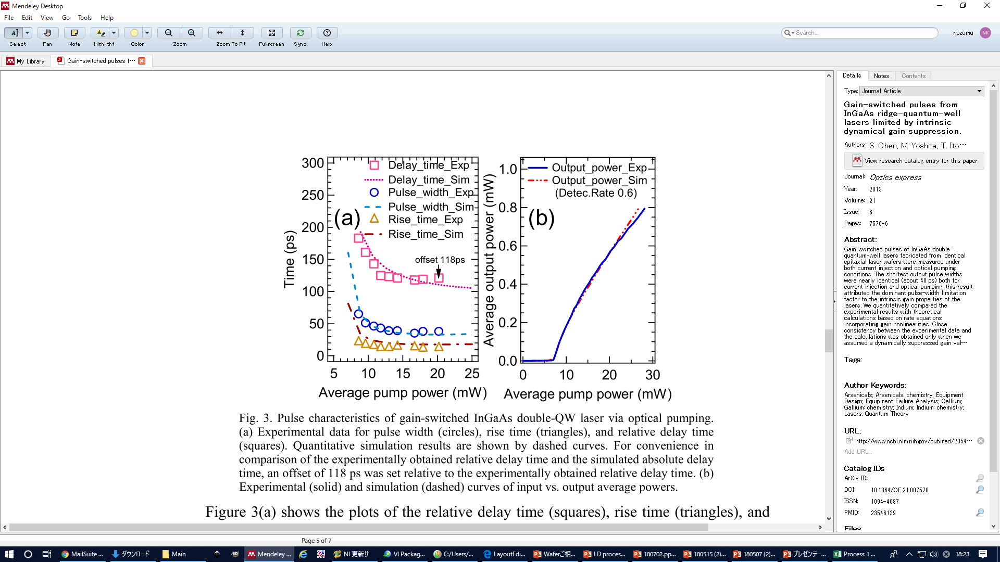 Mendeley Desktop
File Edit View Go Tools Help
Select Pan Note Highlight Color Zoom Zoom To Fit Fullscreen Sync Help
Search...
nozomu NK
My Library
Gain-switched pulses f···
300
250
200
150
100
50
0
Time (ps)
5 10 15 20 25
Average pump power (mW)
(a)
Delay_time_Exp
Delay_time_Sim
Pulse_width_Exp
Pulse_width_Sim
Rise_time_Exp
Rise_time_Sim
offset 118ps
1.0
0.8
0.6
0.4
0.2
0.0
Average output power (mW)
0 10 20 30
Average pump power (mW)
(b)
Output_power_Exp
Output_power_Sim
(Detec.Rate 0.6)
Fig. 3. Pulse characteristics of gain-switched InGaAs double-QW laser via optical pumping.
(a) Experimental data for pulse width (circles), rise time (triangles), and relative delay time
(squares). Quantitative simulation results are shown by dashed curves. For convenience in
comparison of the experimentally obtained relative delay time and the simulated absolute delay
time, an offset of 118 ps was set relative to the experimentally obtained relative delay time. (b)
Experimental (solid) and simulation (dashed) curves of input vs. output average powers.
Figure 3(a) shows the plots of the relative delay time (squares), rise time (triangles), and
Page 5 of 7
Details Notes Contents
Type: Journal Article
Gain-switched pulses from
InGaAs ridge-quantum-well
lasers limited by intrinsic
dynamical gain suppression.
Authors: S. Chen, M. Yoshita, T. Ito···
View research catalog entry for this paper
Journal: Optics express
Year: 2013
Volume: 21
Issue: 6
Pages: 7570-6
Abstract:
Gain-switched pulses of InGaAs double-
quantum-well lasers fabricated from identical
epitaxial laser wafers were measured under
both current injection and optical pumping
conditions. The shortest output pulse widths
were nearly identical (about 40 ps) both for
current injection and optical pumping; this result
attributed the dominant pulse-width limitation
factor to the intrinsic gain properties of the
lasers. We quantitatively compared the
experimental results with theoretical
calculations based on rate equations
incorporating gain nonlinearities. Close
consistency between the experimental data and
the calculations was obtained only when we
assumed a dynamically suppressed gain val···
Tags:
Author Keywords:
Arsenicals; Arsenicals: chemistry; Equipment
Design; Equipment Failure Analysis; Gallium;
Gallium: chemistry; Indium; Indium: chemistry;
Lasers; Quantum Theory
URL:
http://www.ncbi.nlm.nih.gov/pubmed/2354···
Add URL...
Catalog IDs
ArXiv ID:
DOI: 10.1364/OE.21.007570
ISSN: 1094-4087
PMID: 23546139
Files:
MailSuite ... ダウンロード Main Mendeley ... NI 更新サ VI Packag... C:/Users/... LayoutEdi... Waferご相... LD proces... 180702.pp... 180515 (2)... 180507 (2)... プレゼンテー... Process 1 ... 18:23